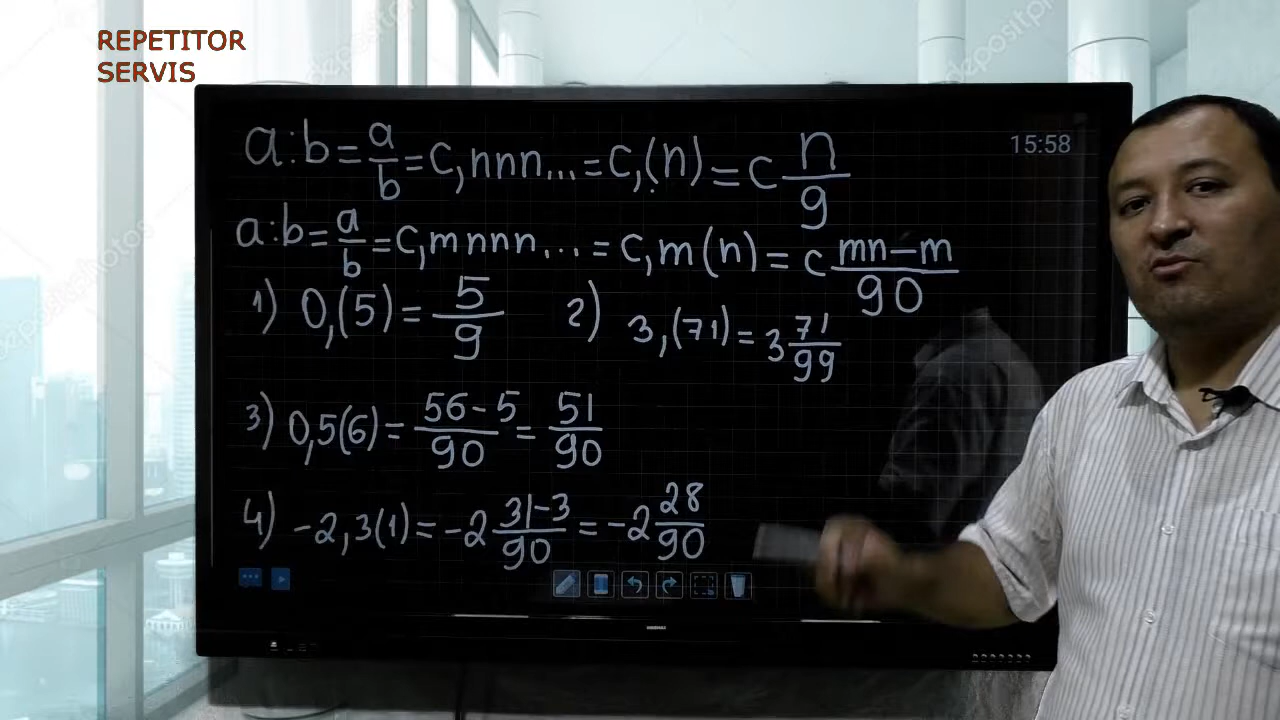 REPETITOR
SERVIS
15:58
a:b = a/b = c,nnn... = c,(n) = c n/9
a:b = a/b = c,mnnn... = c,m(n) = c mn-m/90
1) 0,(5) = 5/9 2) 3,(71) = 3 71/99
3) 0,5(6) = 56-5/90 = 51/90
4) -2,3(1) = -2 31-3/90 = -2 28/90